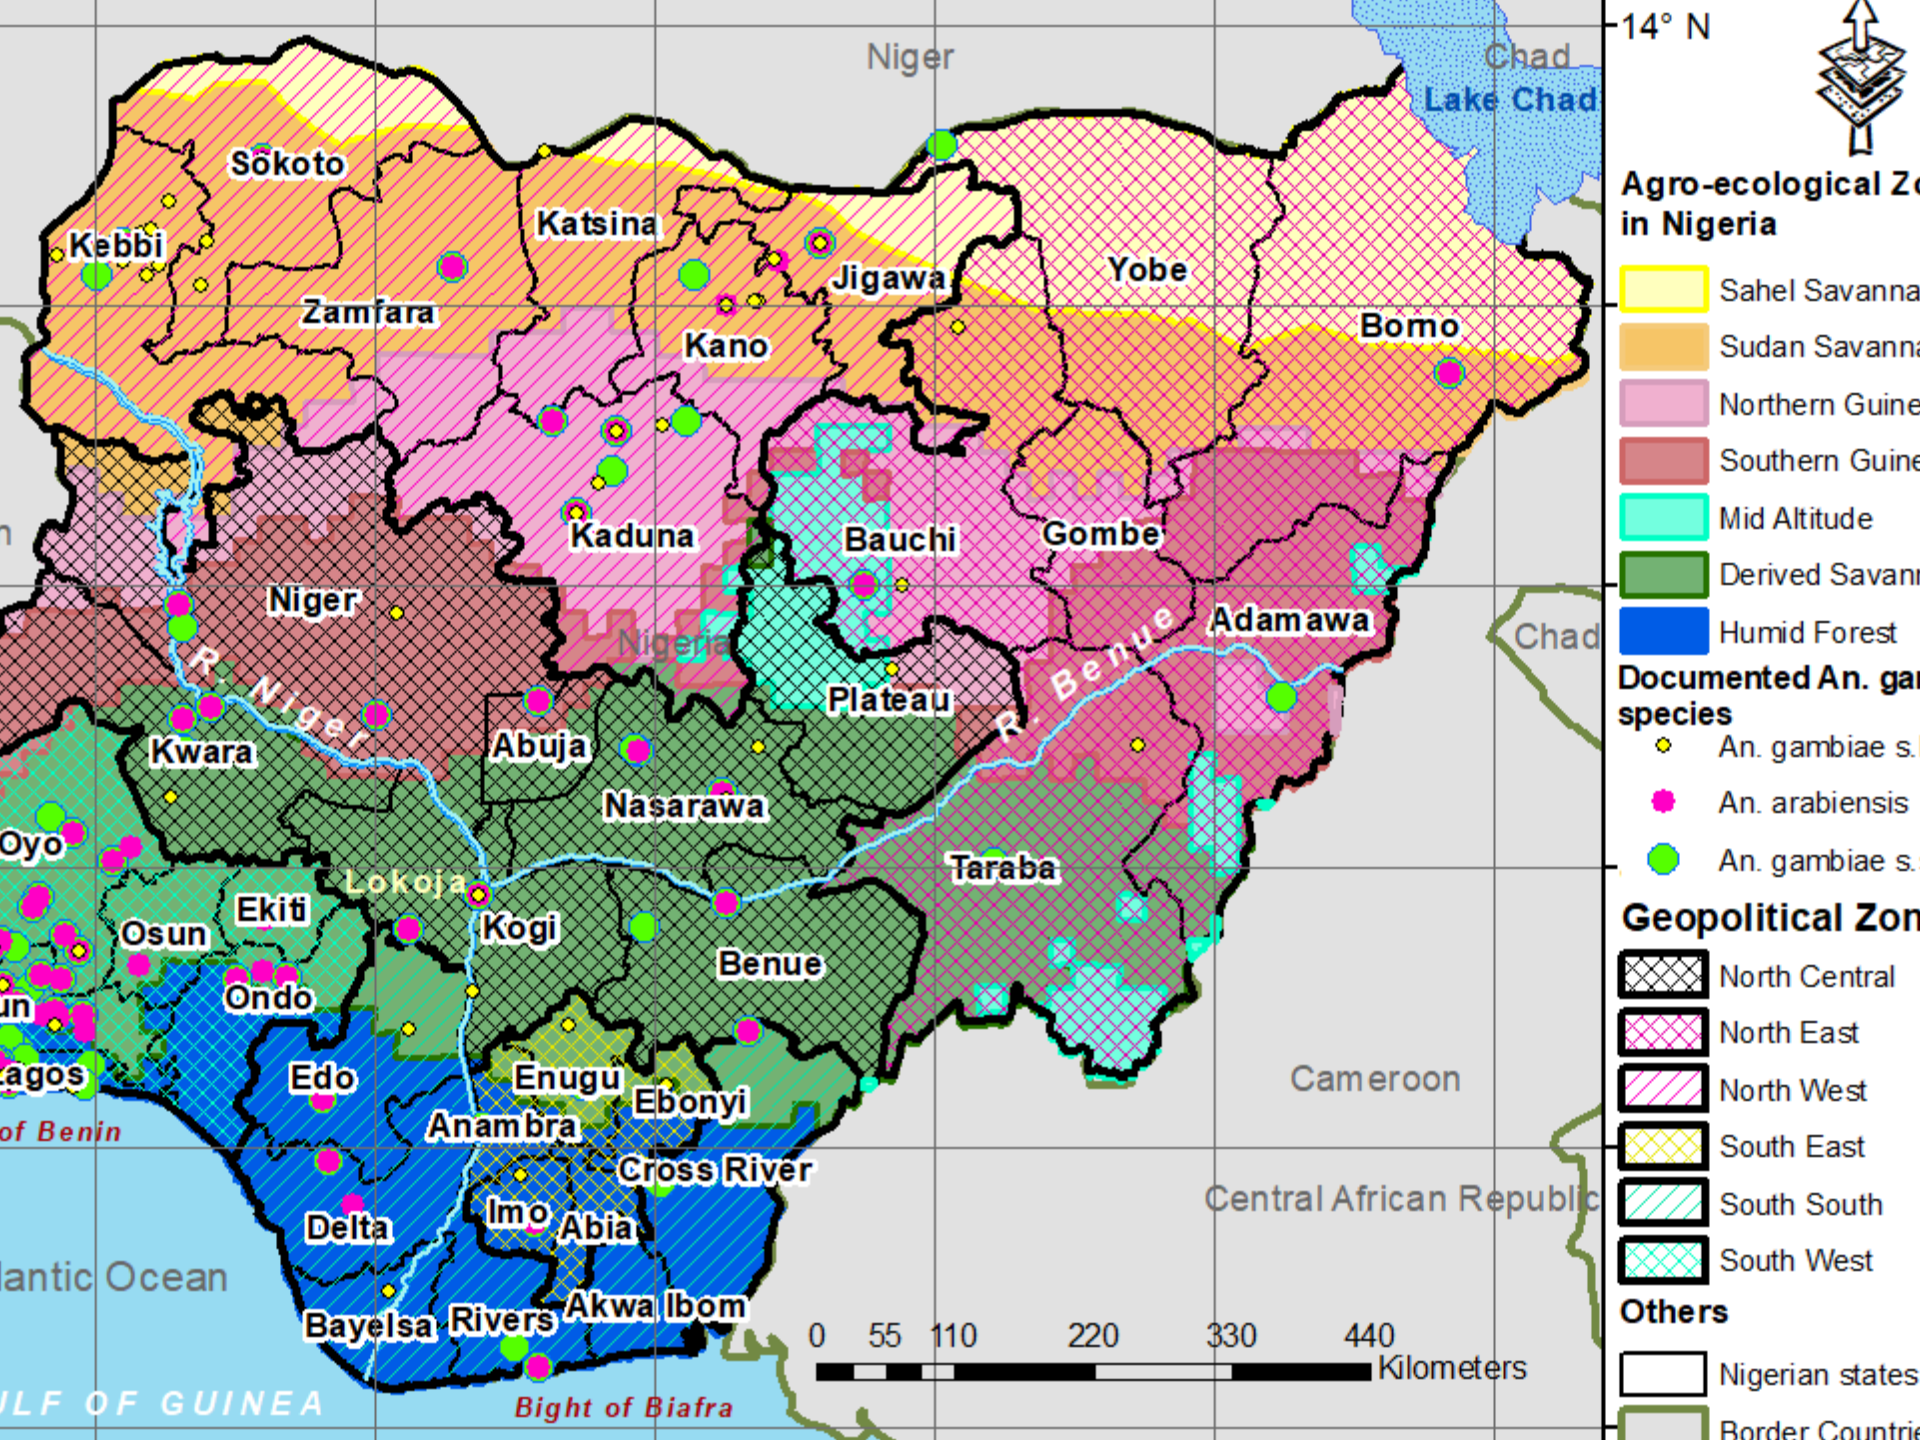 Niger
Chad
14° N
Lake Chad
Sokoto
Kebbi
Katsina
Zamfara
Jigawa
Yobe
Kano
Borno
Kaduna
Bauchi
Gombe
Niger
Nigeria
Adamawa
Chad
R. Niger
Plateau
R. Benue
Kwara
Abuja
Nasarawa
Oyo
Taraba
Lokoja
Ekiti
Osun
Kogi
Benue
Ondo
un
Lagos
Edo
Enugu
Ebonyi
Anambra
Cameroon
of Benin
Cross River
Central African Republic
Imo
Abia
Delta
lantic Ocean
Bayelsa
Rivers
Akwa Ibom
0 55 110 220 330 440
Kilometers
LF OF GUINEA
Bight of Biafra
Agro-ecological Zo
in Nigeria
Sahel Savanna
Sudan Savanna
Northern Guine
Southern Guine
Mid Altitude
Derived Savann
Humid Forest
Documented An. gam
species
An. gambiae s.l
An. arabiensis
An. gambiae s.
Geopolitical Zon
North Central
North East
North West
South East
South South
South West
Others
Nigerian states
Border Countrie